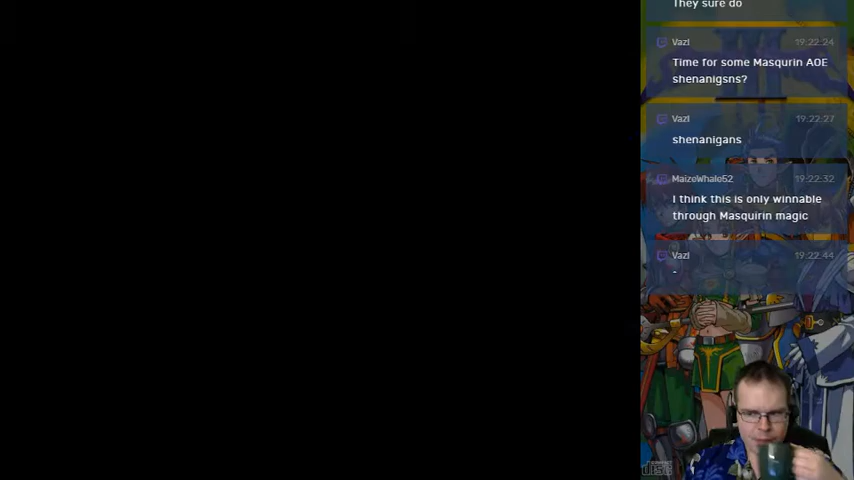 They sure do
Vazl 19:22:24
Time for some Masqurin AOE
shenanigsns?
Vazl 19:22:27
shenanigans
MaizeWhale52 19:22:32
I think this is only winnable
through Masquirin magic
Vazl 19:22:44
-